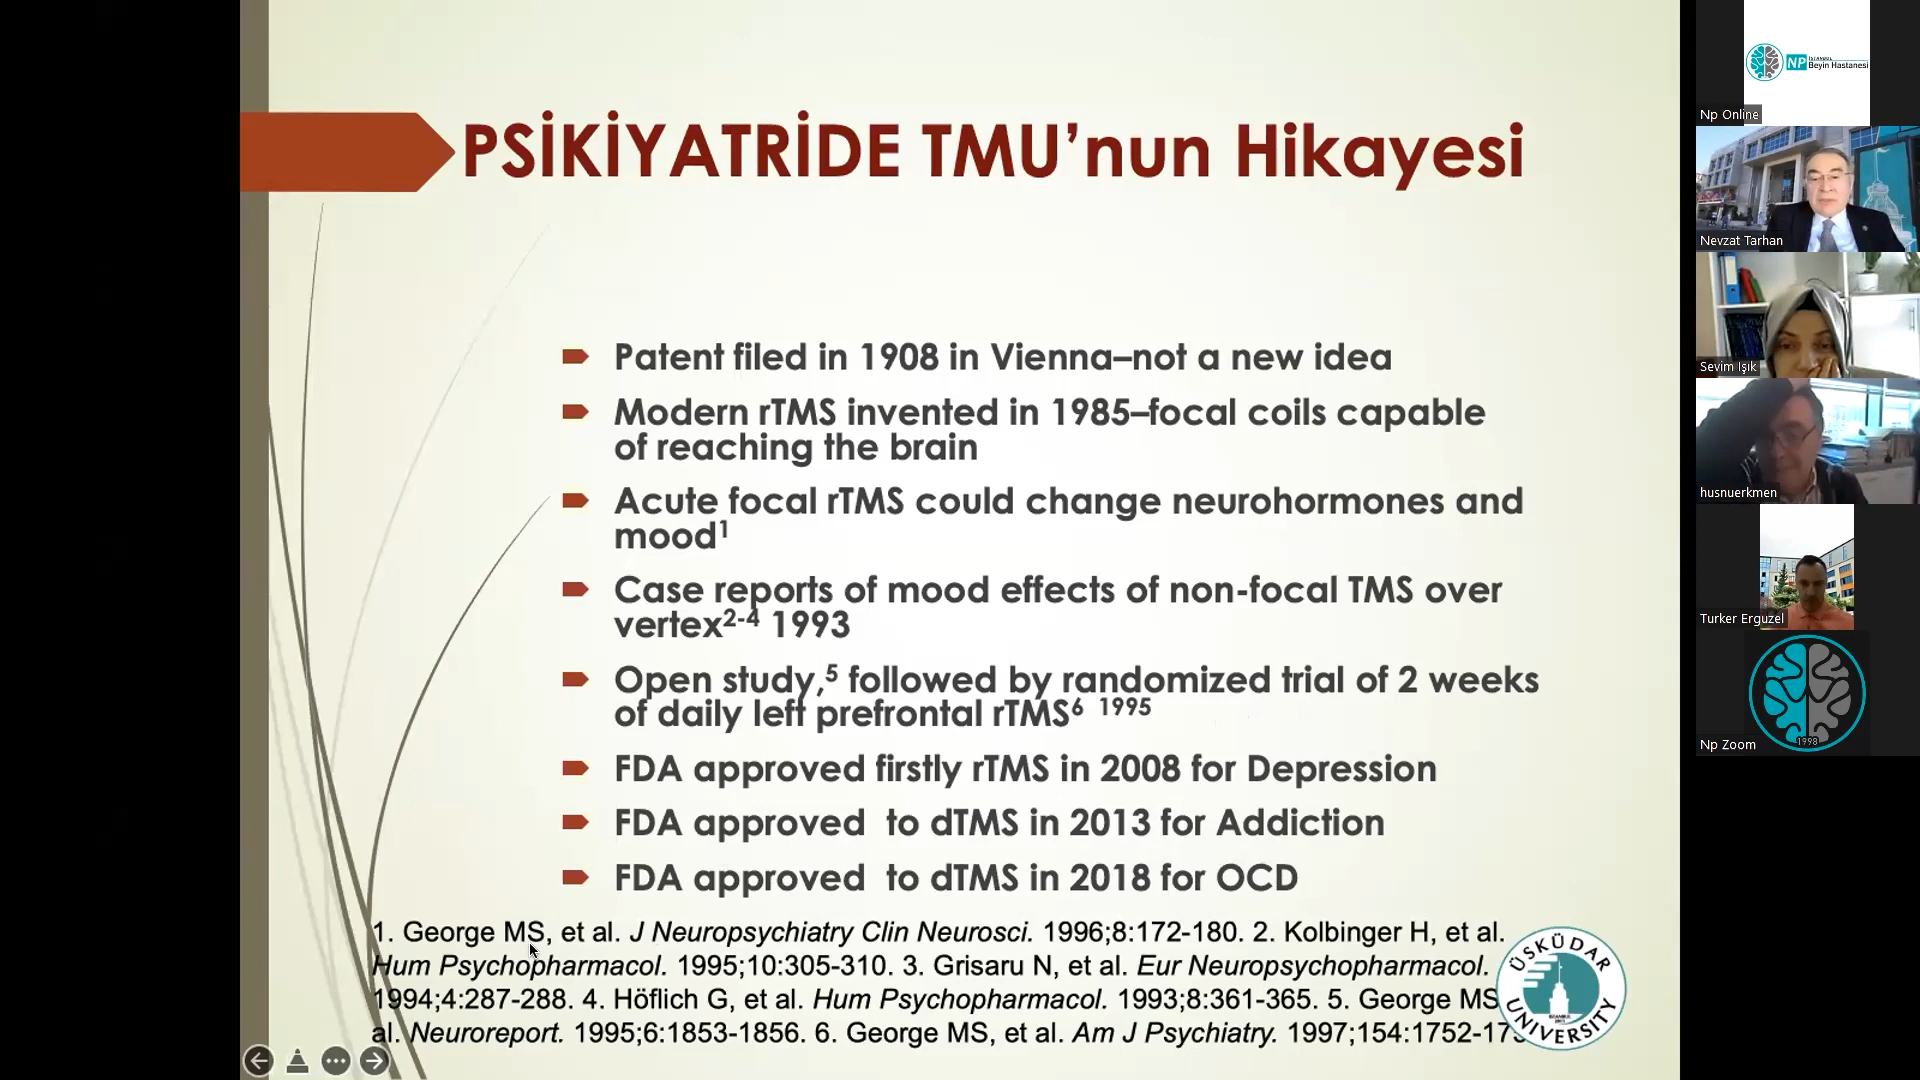 PSİKİYATRİDE TMU’nun Hikayesi
Patent filed in 1908 in Vienna–not a new idea
Modern rTMS invented in 1985–focal coils capable
of reaching the brain
Acute focal rTMS could change neurohormones and
mood1
Case reports of mood effects of non-focal TMS over
vertex2-4 1993
Open study,5 followed by randomized trial of 2 weeks
of daily left prefrontal rTMS6 1995
FDA approved firstly rTMS in 2008 for Depression
FDA approved  to dTMS in 2013 for Addiction
FDA approved  to dTMS in 2018 for OCD
1. George MS, et al. J Neuropsychiatry Clin Neurosci. 1996;8:172-180. 2. Kolbinger H, et al.
Hum Psychopharmacol. 1995;10:305-310. 3. Grisaru N, et al. Eur Neuropsychopharmacol.
1994;4:287-288. 4. Höflich G, et al. Hum Psychopharmacol. 1993;8:361-365. 5. George MS
al. Neuroreport. 1995;6:1853-1856. 6. George MS, et al. Am J Psychiatry. 1997;154:1752-17
ÜSKÜDAR
UNIVERSITY
NP
Beyin Hastanesi
Np Online
Nevzat Tarhan
Sevim Işık
husnuerkmen
Turker Erguzel
1998
Np Zoom